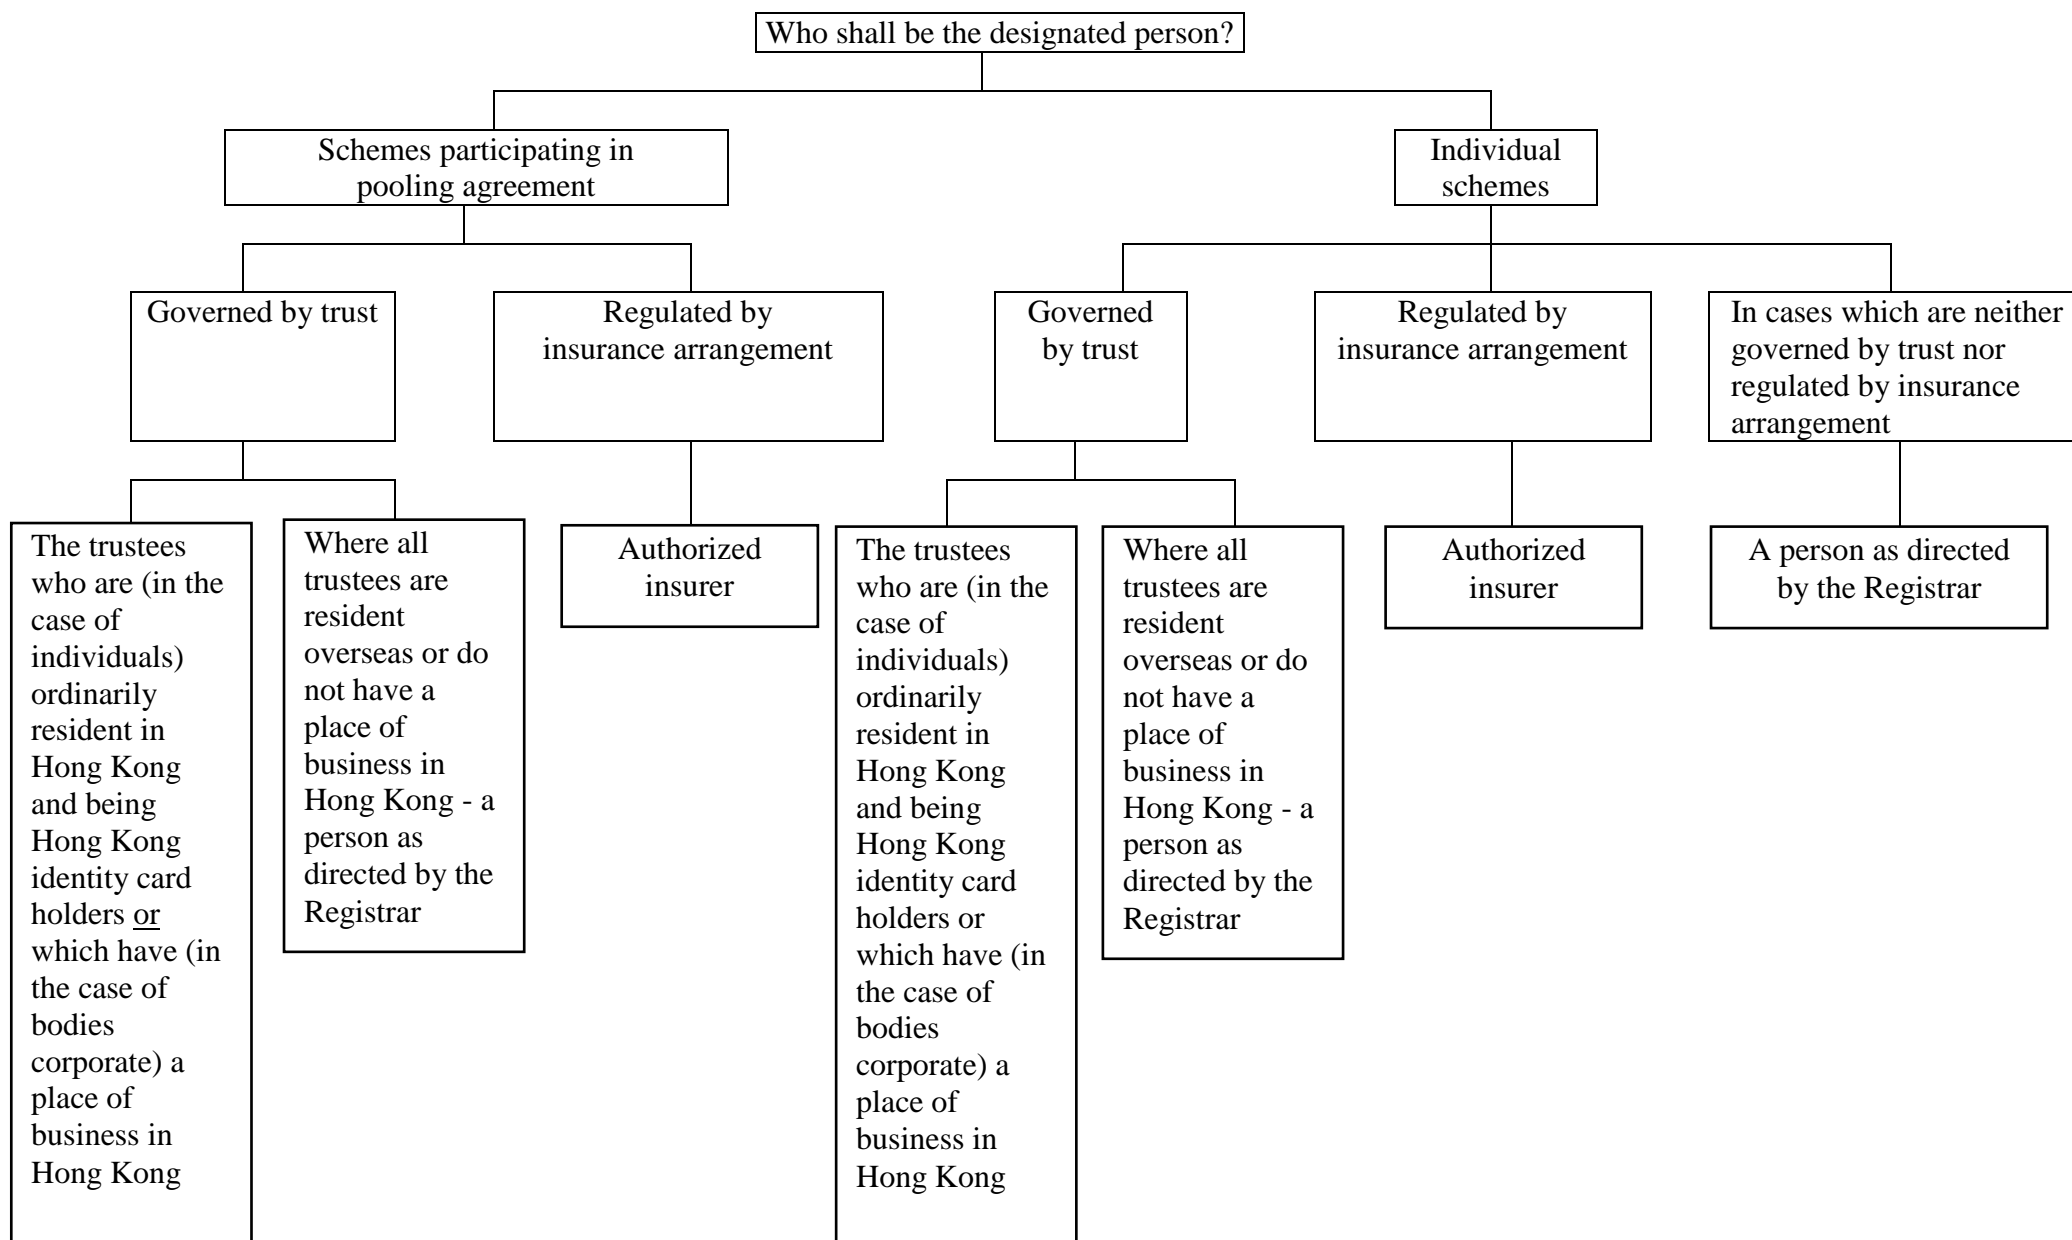 Who shall be the designated person?
Schemes participating in
pooling agreement
Individual
schemes
Governed by trust
Regulated by
insurance arrangement
Governed
by trust
Regulated by
insurance arrangement
In cases which are neither
governed by trust nor
regulated by insurance
arrangement
The trustees
who are (in the
case of
individuals)
ordinarily
resident in
Hong Kong
and being
Hong Kong
identity card
holders or
which have (in
the case of
bodies
corporate) a
place of
business in
Hong Kong
Where all
trustees are
resident
overseas or do
not have a
place of
business in
Hong Kong - a
person as
directed by the
Registrar
Authorized
insurer
The trustees
who are (in the
case of
individuals)
ordinarily
resident in
Hong Kong
and being
Hong Kong
identity card
holders or
which have (in
the case of
bodies
corporate) a
place of
business in
Hong Kong
Where all
trustees are
resident
overseas or do
not have a
place of
business in
Hong Kong - a
person as
directed by the
Registrar
Authorized
insurer
A person as directed
by the Registrar